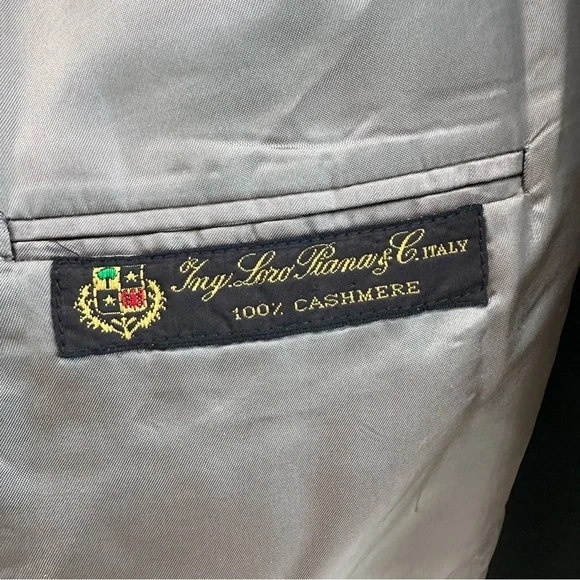 Ing. Loro Piana & C. ITALY
100% CASHMERE